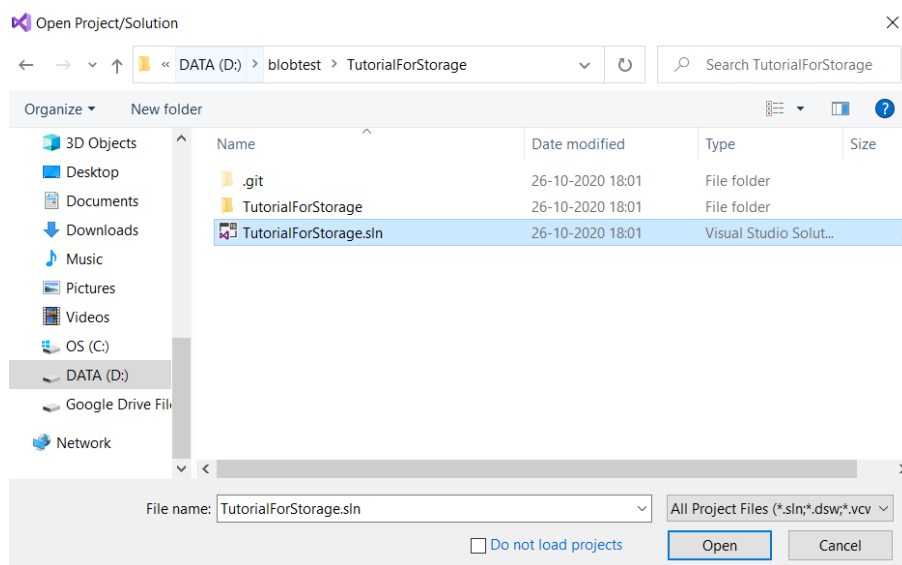 Open Project/Solution
« DATA (D:) > blobtest > TutorialForStorage
Search TutorialForStorage
Organize
New folder
3D Objects
Desktop
Documents
Downloads
Music
Pictures
Videos
OS (C:)
DATA (D:)
Google Drive Fil
Network
Name Date modified Type Size
.git 26-10-2020 18:01 File folder
TutorialForStorage 26-10-2020 18:01 File folder
TutorialForStorage.sln 26-10-2020 18:01 Visual Studio Solut...
File name: TutorialForStorage.sln All Project Files (*.sln;*.dsw;*.vcv
Do not load projects
Open Cancel